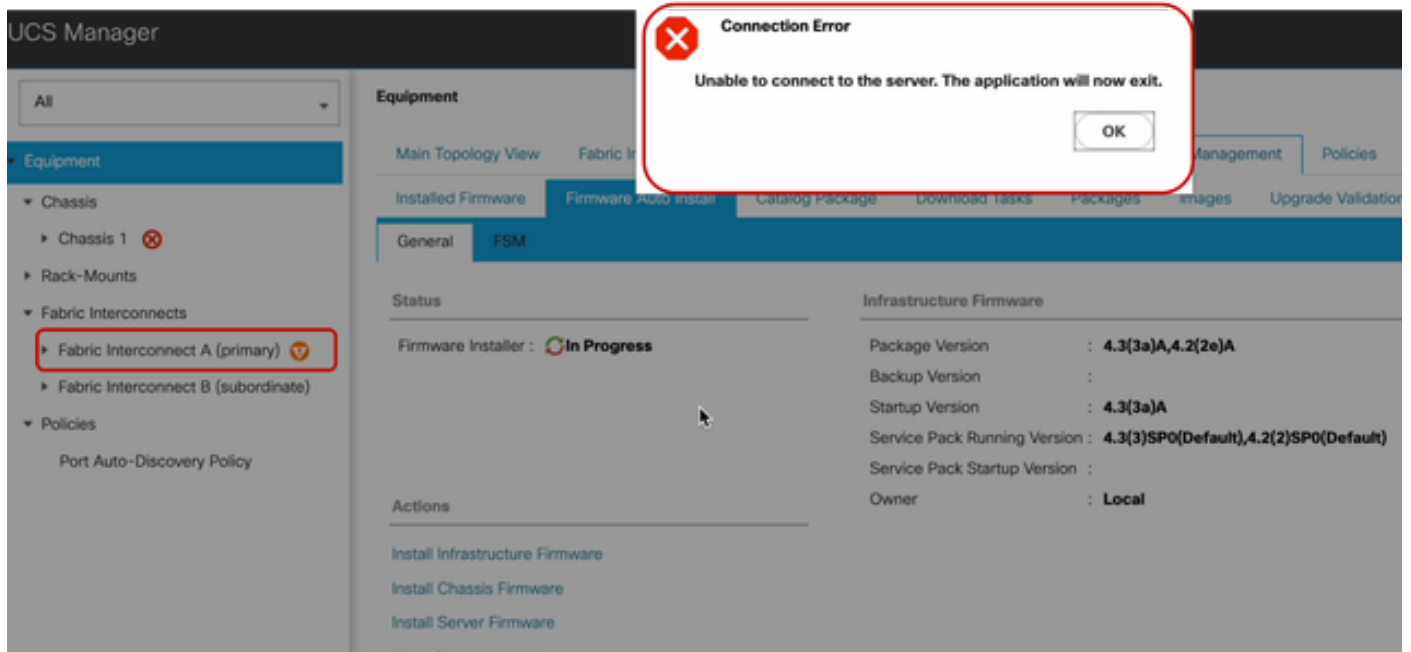 UCS Manager
Connection Error
Unable to connect to the server. The application will now exit.
OK
All
Equipment
Chassis
Chassis 1
Rack-Mounts
Fabric Interconnects
Fabric Interconnect A (primary)
Fabric Interconnect B (subordinate)
Policies
Port Auto-Discovery Policy
Equipment
Main Topology View Fabric In Management Policies
Installed Firmware Firmware Auto Install Catalog Package Download Tasks Packages Images Upgrade Validation
General FSM
Status
Firmware Installer : In Progress
Infrastructure Firmware
Package Version : 4.3(3a)A,4.2(2e)A
Backup Version :
Startup Version : 4.3(3a)A
Service Pack Running Version : 4.3(3)SP0(Default),4.2(2)SP0(Default)
Service Pack Startup Version :
Owner : Local
Actions
Install Infrastructure Firmware
Install Chassis Firmware
Install Server Firmware